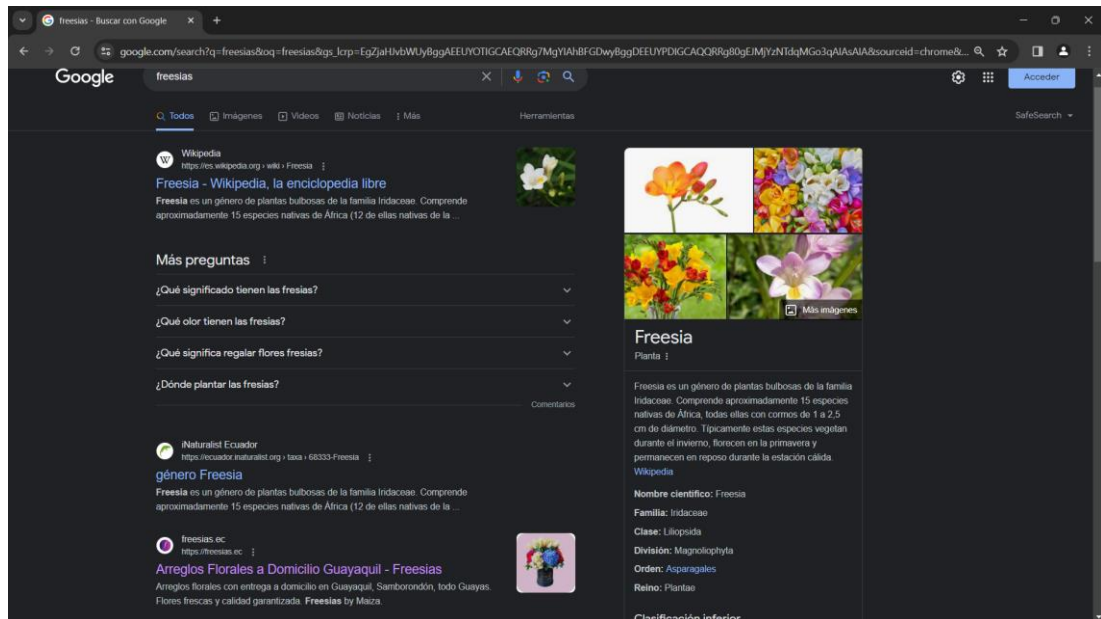 freesias - Buscar con Google
google.com/search?q=freesias&oq=freesias&gs_lcrp=
Google
freesias
Acceder
Todos
Imágenes
Videos
Noticias
Más
Herramientas
SafeSearch
Wikipedia
https://es.wikipedia.org › wiki › Freesia
Freesia - Wikipedia, la enciclopedia libre
Freesia es un género de plantas bulbosas de la familia Iridaceae. Comprende
aproximadamente 15 especies nativas de África (12 de ellas nativas de la ...
Más preguntas
¿Qué significado tienen las fresias?
¿Qué olor tienen las fresias?
¿Qué significa regalar flores fresias?
¿Dónde plantar las fresias?
Comentarios
iNaturalist Ecuador
https://ecuador.inaturalist.org › taxa › 68333-Freesia
género Freesia
Freesia es un género de plantas bulbosas de la familia Iridaceae. Comprende
aproximadamente 15 especies nativas de África (12 de ellas nativas de la ...
freesias.ec
https://freesias.ec
Arreglos Florales a Domicilio Guayaquil - Freesias
Arreglos florales con entrega a domicilio en Guayaquil, Samborondón, todo Guayas.
Flores frescas y calidad garantizada. Freesias by Maiza.
Más imágenes
Freesia
Planta
Freesia es un género de plantas bulbosas de la familia
Iridaceae. Comprende aproximadamente 15 especies
nativas de África, todas ellas con cormos de 1 a 2,5
cm de diámetro. Típicamente estas especies vegetan
durante el invierno, florecen en la primavera y
permanecen en reposo durante la estación cálida.
Wikipedia
Nombre científico: Freesia
Familia: Iridaceae
Clase: Liliopsida
División: Magnoliophyta
Orden: Asparagales
Reino: Plantae
Clasificación inferior